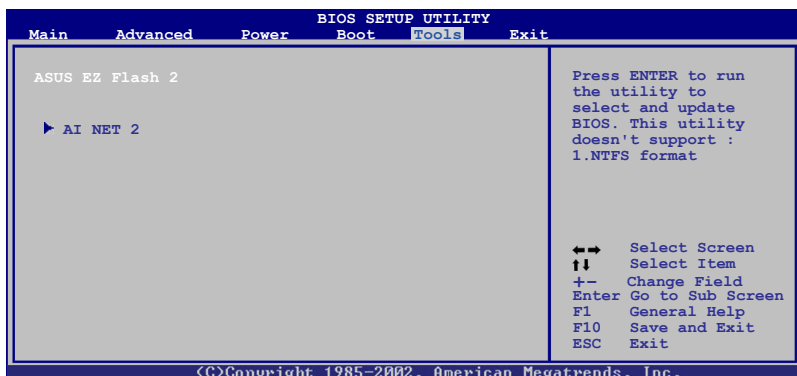 BIOS SETUP UTILITY
Main Advanced Power Boot Tools Exit
ASUS EZ Flash 2
AI NET 2
Press ENTER to run
the utility to
select and update
BIOS. This utility
doesn't support :
1.NTFS format
←→ Select Screen
↑↓ Select Item
+- Change Field
Enter Go to Sub Screen
F1 General Help
F10 Save and Exit
ESC Exit
(C)Copyright 1985-2002, American Megatrends, Inc.